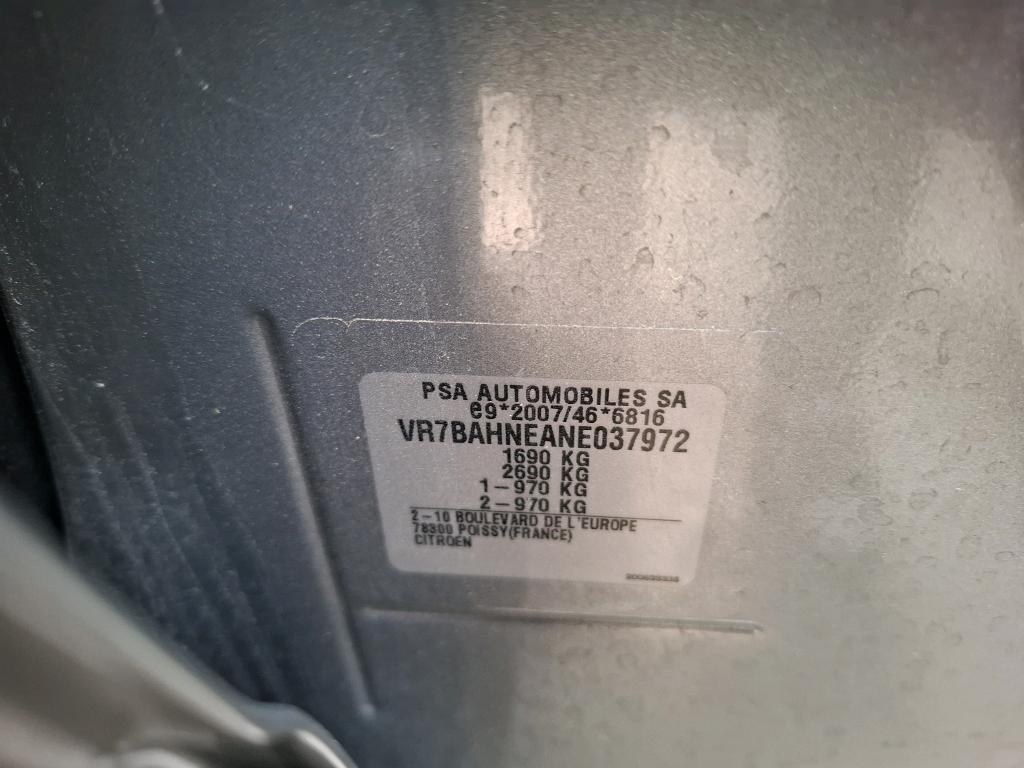 PSA AUTOMOBILES SA
e9*2007/46*6816
VR7BAHNEANE037972
1690 KG
2690 KG
1-970 KG
2-970 KG
2-10 BOULEVARD DE L'EUROPE
78300 POISSY(FRANCE)
CITROEN